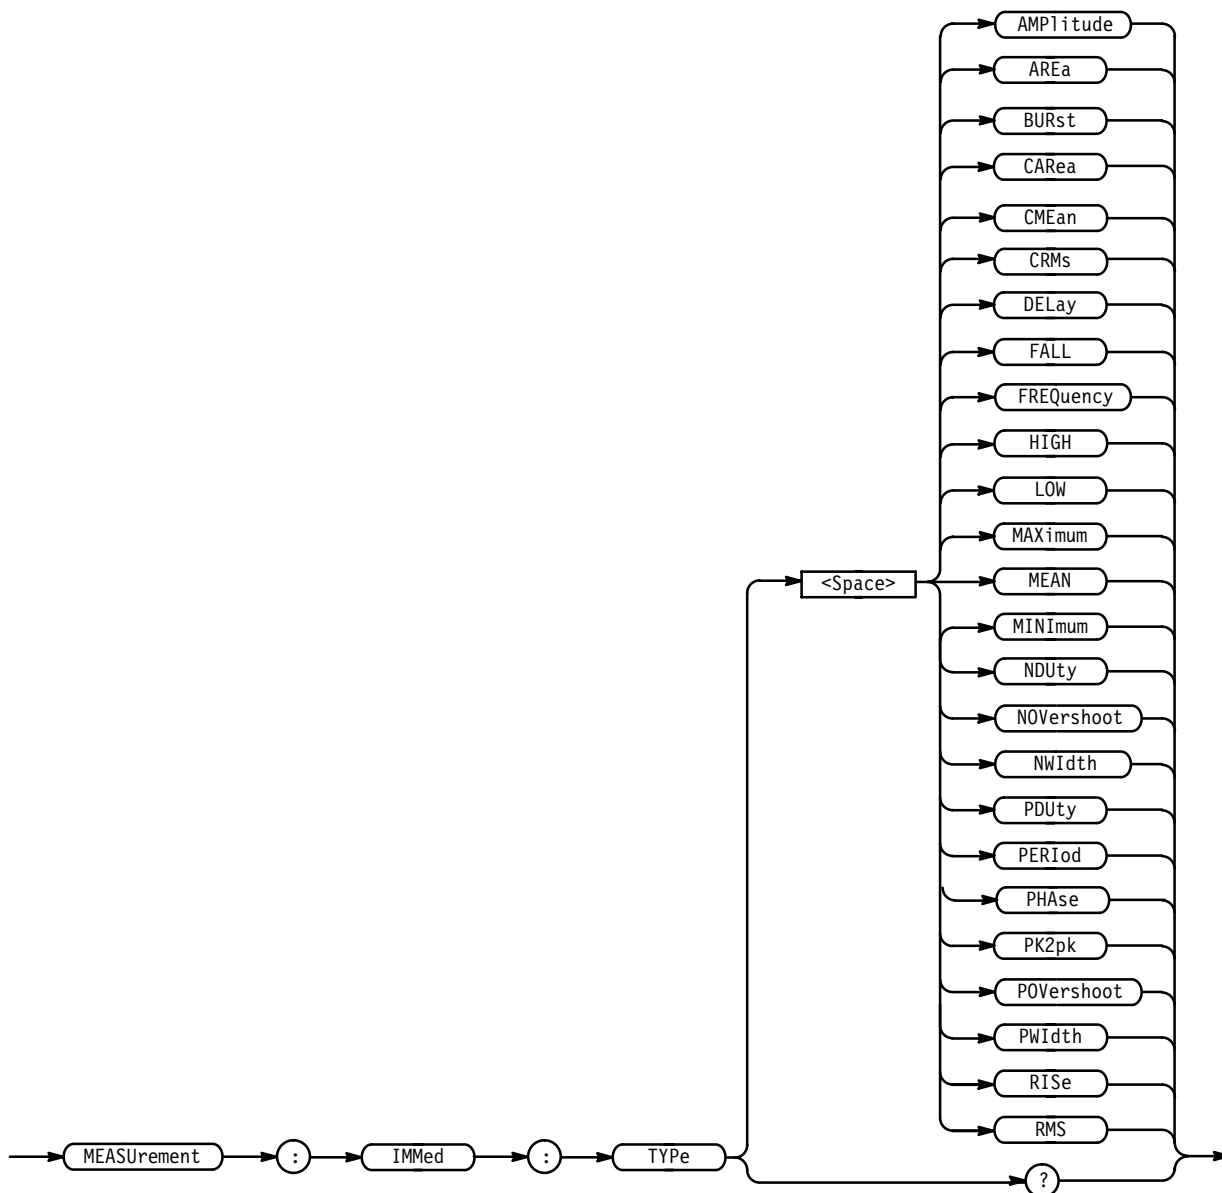 AMPlitude
AREa
BURst
CARea
CMEan
CRMs
DELay
FALL
FREQuency
HIGH
LOW
MAXimum
<Space>
MEAN
MINImum
NDUty
NOVershoot
NWIdth
PDUty
PERIod
PHAse
PK2pk
POVershoot
PWIdth
RISe
RMS
MEASUrement : IMMed : TYPe
?